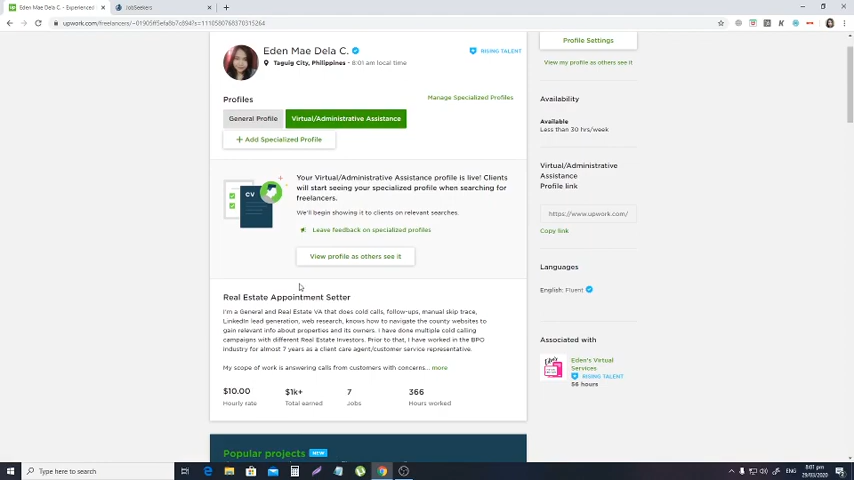 Eden Mae Dela C. - Experienced
JobSeekers
upwork.com/freelancers/~01905ff5efa8b7c894?s=1110580768370315264
Eden Mae Dela C.
RISING TALENT
Taguig City, Philippines - 8:01 am local time
Profiles
Manage Specialized Profiles
General Profile
Virtual/Administrative Assistance
+ Add Specialized Profile
CV
Your Virtual/Administrative Assistance profile is live! Clients
will start seeing your specialized profile when searching for
freelancers.
We'll begin showing it to clients on relevant searches.
Leave feedback on specialized profiles
View profile as others see it
Real Estate Appointment Setter
I'm a General and Real Estate VA that does cold calls, follow-ups, manual skip trace,
LinkedIn lead generation, web research, knows how to navigate the county websites to
gain relevant info about properties and its owners. I have done multiple cold calling
campaigns with different Real Estate Investors. Prior to that, I have worked in the BPO
industry for almost 7 years as a client care agent/customer service representative.
My scope of work is answering calls from customers with concerns... more
$10.00
$1k+
7
366
Hourly rate
Total earned
Jobs
Hours worked
Popular projects NEW
Profile Settings
View my profile as others see it
Availability
Available
Less than 30 hrs/week
Virtual/Administrative
Assistance
Profile link
https://www.upwork.com/
Copy link
Languages
English: Fluent
Associated with
Eden's Virtual
Services
RISING TALENT
56 hours
Type here to search
ENG
8:01 pm
29/03/2020